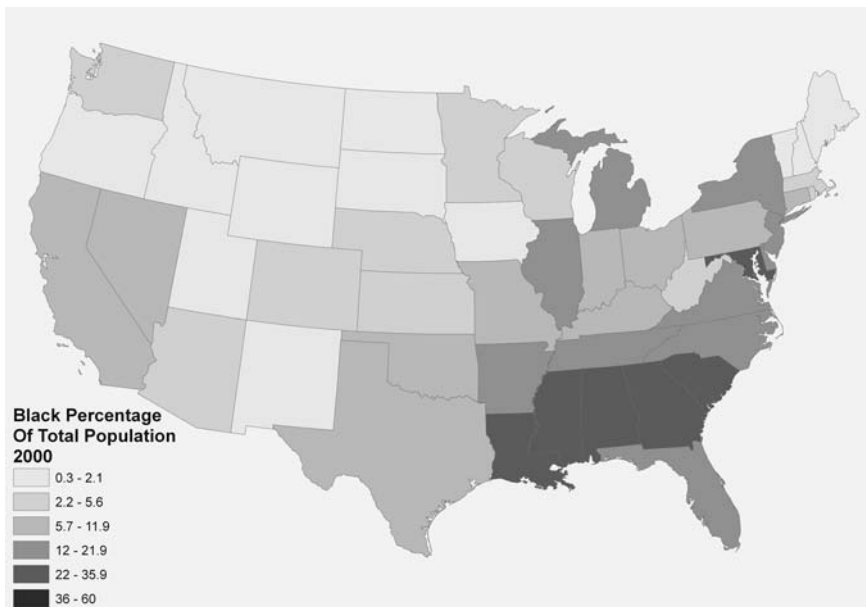 Black Percentage
Of Total Population
2000
0.3 - 2.1
2.2 - 5.6
5.7 - 11.9
12 - 21.9
22 - 35.9
36 - 60